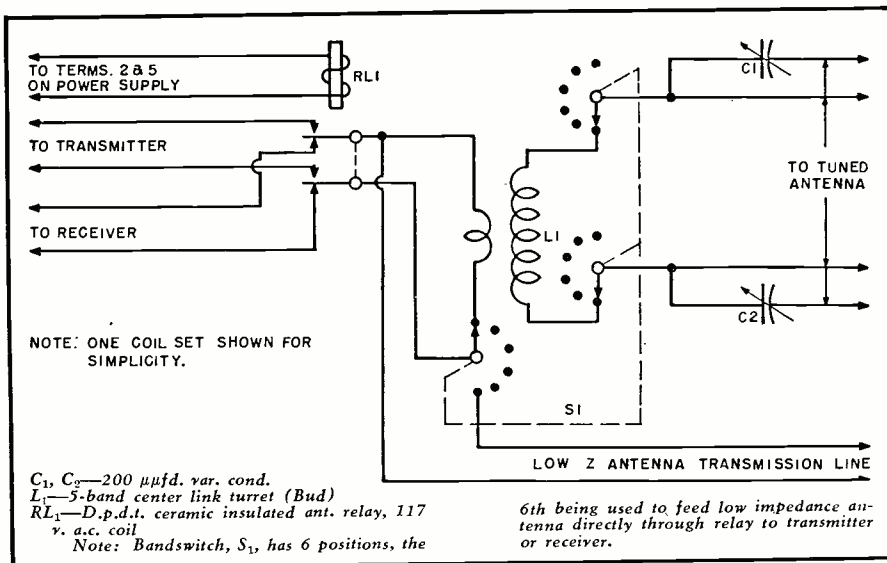 TO TERMS. 2 & 5
ON POWER SUPPLY
RL1
TO TRANSMITTER
TO RECEIVER
NOTE: ONE COIL SET SHOWN FOR
SIMPLICITY.
L1
C1
TO TUNED
ANTENNA
C2
S1
LOW Z ANTENNA TRANSMISSION LINE
C₁, C₂—200 μμfd. var. cond.
L₁—5-band center link turret (Bud)
RL₁—D.p.d.t. ceramic insulated ant. relay, 117
v. a.c. coil
Note: Bandswitch, S₁, has 6 positions, the
6th being used to feed low impedance an-
tenna directly through relay to transmitter
or receiver.